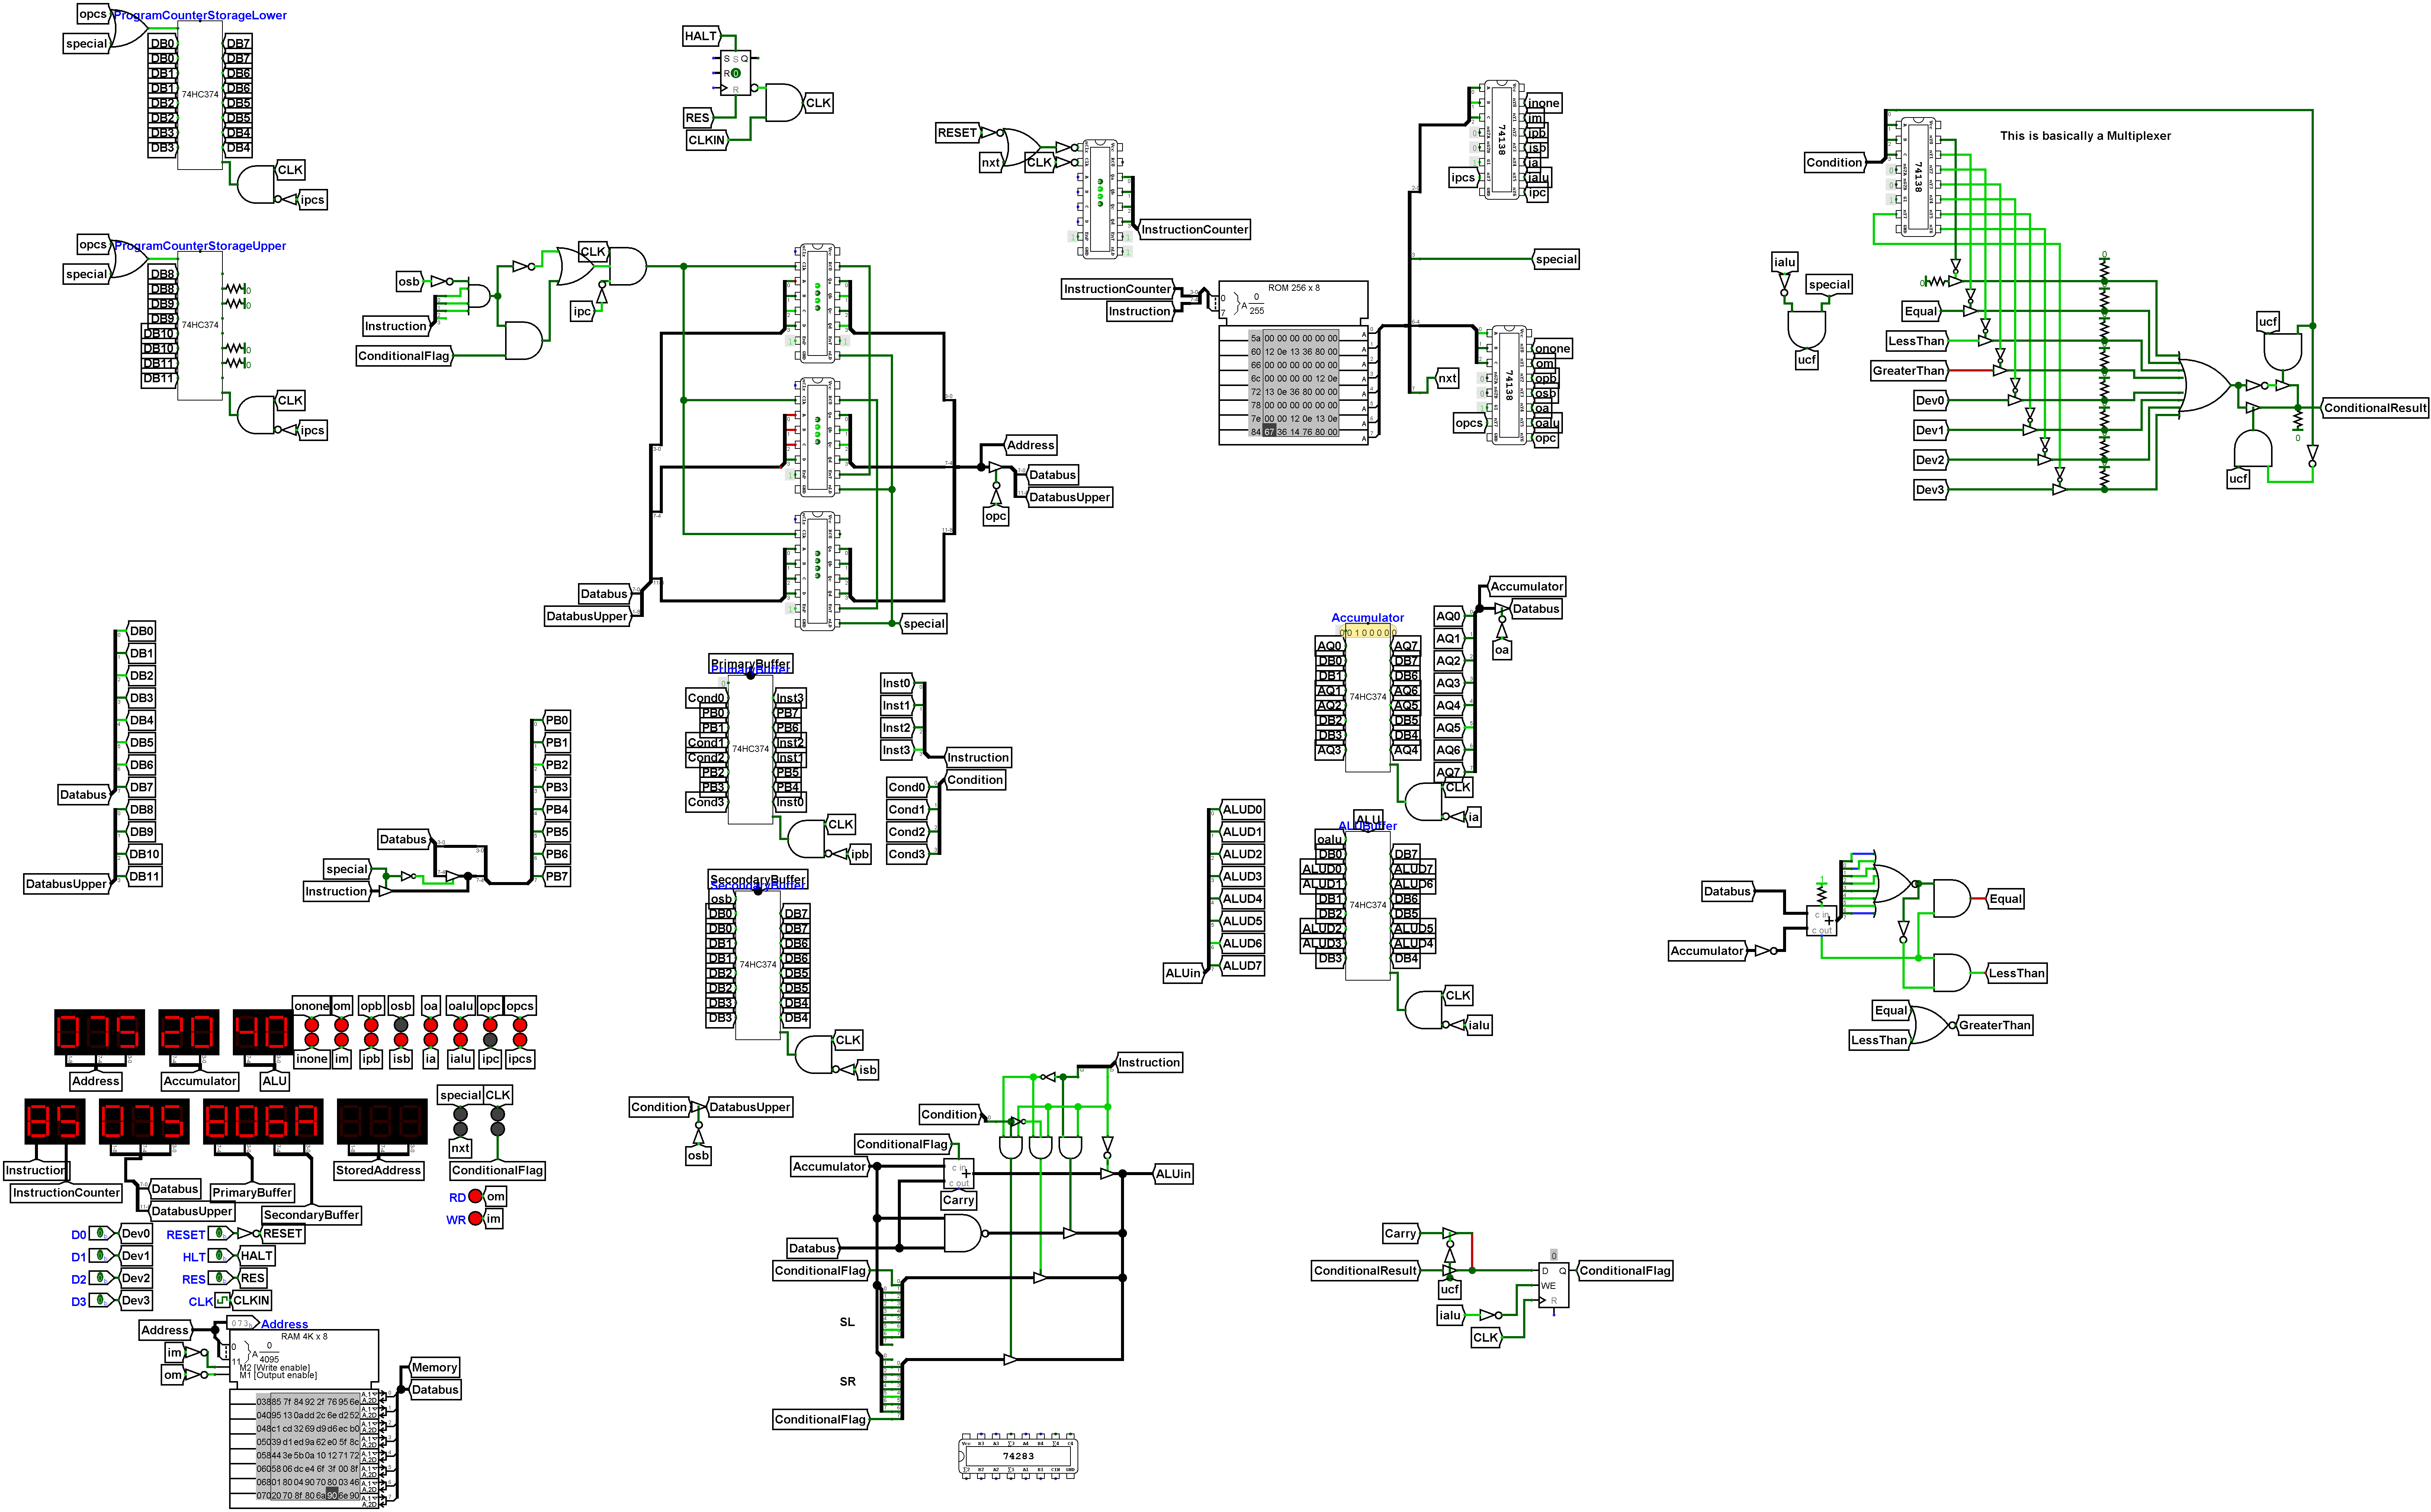 opcs
ProgramCounterStorageLower
special
DB0
DB0
DB1
DB1
DB2
DB2
DB3
DB3
74HC374
DB7
DB7
DB6
DB6
DB5
DB5
DB4
DB4
CLK
ipcs
HALT
RES
CLKIN
CLK
RESET
nxt
CLK
InstructionCounter
74138
inone
im
ipb
isb
ia
ialu
ipc
ipcs
Condition
74138
This is basically a Multiplexer
opcs
ProgramCounterStorageUpper
special
DB8
DB8
DB9
DB9
DB10
DB10
DB11
DB11
74HC374
CLK
ipcs
osb
Instruction
ConditionalFlag
CLK
ipc
InstructionCounter
Instruction
ROM 256 x 8
0
255
5a 00 00 00 00 00 00
60 12 0e 13 36 80 00
66 00 00 00 00 00 00
6c 00 00 00 00 12 0e
72 13 0e 36 80 00 00
78 00 00 00 00 00 00
7e 00 00 12 0e 13 0e
84 67 36 14 76 80 00
special
nxt
74138
onone
om
opb
osb
oa
oalu
opc
opcs
ialu
special
ucf
Equal
LessThan
GreaterThan
Dev0
Dev1
Dev2
Dev3
ucf
ucf
ConditionalResult
Address
Databus
DatabusUpper
opc
Databus
DatabusUpper
special
DB0
DB1
DB2
DB3
DB4
DB5
DB6
DB7
Databus
DB8
DB9
DB10
DB11
DatabusUpper
PB0
PB1
PB2
PB3
PB4
PB5
PB6
PB7
Databus
special
Instruction
PrimaryBuffer
PrimaryBuffer
Cond0
PB0
PB1
Cond1
Cond2
PB2
PB3
Cond3
74HC374
Inst3
PB7
PB6
Inst2
Inst1
PB5
PB4
Inst0
CLK
ipb
Inst0
Inst1
Inst2
Inst3
Instruction
Condition
Cond0
Cond1
Cond2
Cond3
SecondaryBuffer
SecondaryBuffer
osb
DB0
DB0
DB1
DB1
DB2
DB2
DB3
DB3
74HC374
DB7
DB7
DB6
DB6
DB5
DB5
DB4
DB4
CLK
isb
Accumulator
0 0 1 0 0 0 0 0
AQ0
DB0
DB1
AQ1
AQ2
DB2
DB3
AQ3
74HC374
AQ7
DB7
DB6
AQ6
AQ5
DB5
DB4
AQ4
AQ0
AQ1
AQ2
AQ3
AQ4
AQ5
AQ6
AQ7
Accumulator
Databus
oa
CLK
ia
ALU
ALUBuffer
oalu
DB0
ALUD0
ALUD1
DB1
DB2
ALUD2
ALUD3
DB3
74HC374
DB7
ALUD7
ALUD6
DB6
DB5
ALUD5
ALUD4
DB4
CLK
ialu
ALUD0
ALUD1
ALUD2
ALUD3
ALUD4
ALUD5
ALUD6
ALUD7
ALUin
Databus
Accumulator
c in
c out
Equal
LessThan
Equal
LessThan
GreaterThan
075
20
40
onone
om
opb
osb
oa
oalu
opc
opcs
inone
im
ipb
isb
ia
ialu
ipc
ipcs
Address
Accumulator
ALU
85
075
806A
special
CLK
nxt
Instruction
InstructionCounter
Databus
DatabusUpper
PrimaryBuffer
SecondaryBuffer
StoredAddress
ConditionalFlag
RD
om
WR
im
D0
Dev0
D1
Dev1
D2
Dev2
D3
Dev3
RESET
RESET
HLT
HALT
RES
RES
CLK
CLKIN
Address
073
Address
RAM 4K x 8
0
4095
im
om
M2 [Write enable]
M1 [Output enable]
Memory
Databus
038 85 7f 84 92 2f 76 95 6e
040 95 13 0a dd 2c 6e d2 52
048 c1 cd 32 69 d9 d6 ec b0
050 39 d1 ed 9a 62 e0 5f 8c
058 44 3e 5b 0a 10 12 71 72
060 58 06 dc e4 6f 3f 00 8f
068 01 80 04 90 70 80 03 46
070 20 70 8f 80 6a 90 6e 90
Condition
DatabusUpper
osb
Instruction
Condition
ConditionalFlag
Accumulator
c in
c out
Carry
ALUin
Databus
ConditionalFlag
SL
SR
ConditionalFlag
74283
Carry
ConditionalResult
ucf
ialu
CLK
D Q
WE
R
ConditionalFlag